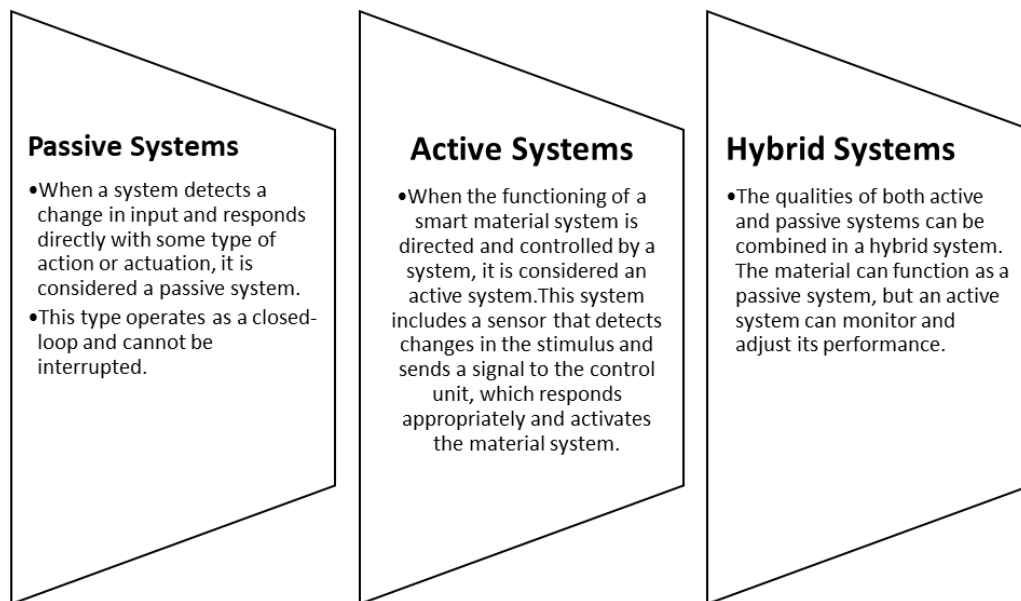 Passive Systems
•When a system detects a
change in input and responds
directly with some type of
action or actuation, it is
considered a passive system.
•This type operates as a closed-
loop and cannot be
interrupted.
Active Systems
•When the functioning of a
smart material system is
directed and controlled by a
system, it is considered an
active system.This system
includes a sensor that detects
changes in the stimulus and
sends a signal to the control
unit, which responds
appropriately and activates
the material system.
Hybrid Systems
•The qualities of both active
and passive systems can be
combined in a hybrid system.
The material can function as a
passive system, but an active
system can monitor and
adjust its performance.